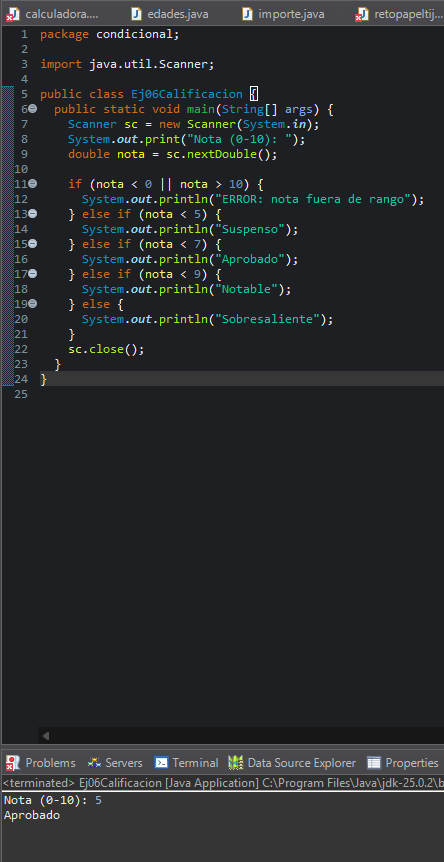 calculadora.... edades.java importe.java retopapeltij...
1 package condicional;
2
3 import java.util.Scanner;
4
5 public class Ej06Calificacion {
6 public static void main(String[] args) {
7 Scanner sc = new Scanner(System.in);
8 System.out.print("Nota (0-10): ");
9 double nota = sc.nextDouble();
10
11 if (nota < 0 || nota > 10) {
12 System.out.println("ERROR: nota fuera de rango");
13 } else if (nota < 5) {
14 System.out.println("Suspenso");
15 } else if (nota < 7) {
16 System.out.println("Aprobado");
17 } else if (nota < 9) {
18 System.out.println("Notable");
19 } else {
20 System.out.println("Sobresaliente");
21 }
22 sc.close();
23 }
24 }
25
Problems Servers Terminal Data Source Explorer Properties
<terminated> Ej06Calificacion [Java Application] C:\Program Files\Java\jdk-25.0.2\b
Nota (0-10): 5
Aprobado